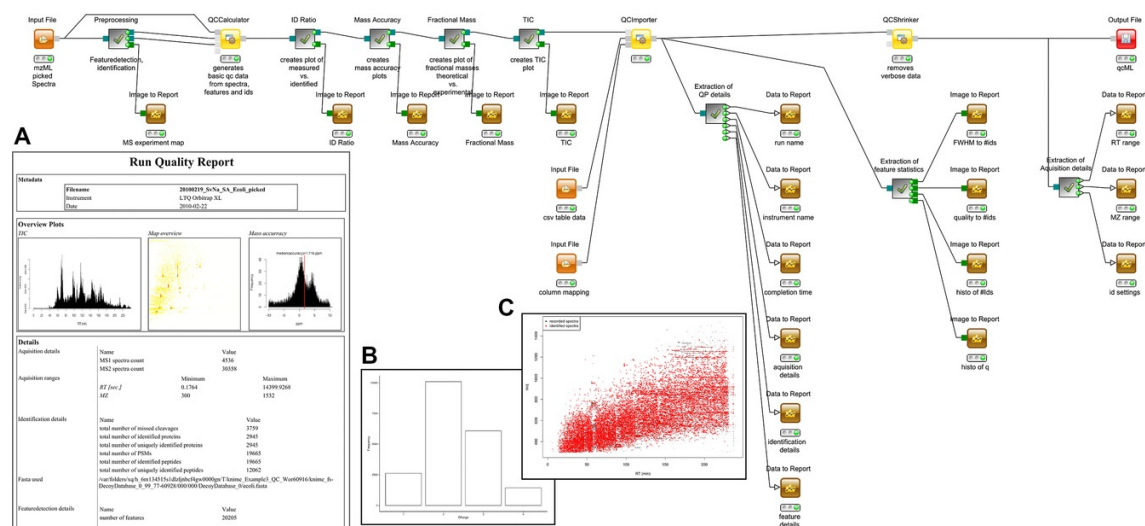 Input File
Preprocessing
QCCalculator
ID Ratio
Mass Accuracy
Fractional Mass
TIC
QCImporter
QCShrinker
Output File
mzML
picked
Spectra
Featuredetection,
identification
generates
basic qc data
from spectra,
features and ids
creates plot of
measured
vs.
identified
creates
mass accuracy
plots
creates plot
of fractional masses
theoretical
vs.
experimental
creates TIC
plot
removes
verbose data
qcML
Image to Report
MS experiment map
Image to Report
ID Ratio
Image to Report
Mass Accuracy
Image to Report
Fractional Mass
Image to Report
TIC
Extraction of
QP details
Data to Report
run name
Data to Report
instrument name
Data to Report
completion time
Data to Report
aquisition
details
Data to Report
identification
details
Data to Report
feature
details
Input File
csv table data
Input File
column mapping
Extraction of
feature statistics
Image to Report
FWHM to #ids
Image to Report
quality to #ids
Image to Report
histo of #Ids
Image to Report
histo of q
Extraction of
Aquisition details
Data to Report
RT range
Data to Report
MZ range
Data to Report
id settings
A
Run Quality Report
Metadata
Filename 20100219_SvNa_SA_Ecoli_picked
Instrument LTQ Orbitrap XL
Date 2010-02-22
Overview Plots
TIC Map overview Mass accurracy
ppm
Details
Aquisition details Name Value
MS1 spectra count 4536
MS2 spectra count 30358
Aquisition ranges Minimum Maximum
RT [sec.] 0.1764 14399.9268
MZ 300 1532
Identification details Name Value
total number of missed cleavages 3759
total number of identified proteins 2945
total number of uniquely identified proteins 2945
total number of PSMs 19665
total number of identified peptides 19665
total number of uniquely identified peptides 12062
Fasta used
Featuredetection details Name Value
number of features 20205
B
Frequency
Charge
C
recorded spectra
identified spectra
RT (min)
0 50 100 150 200